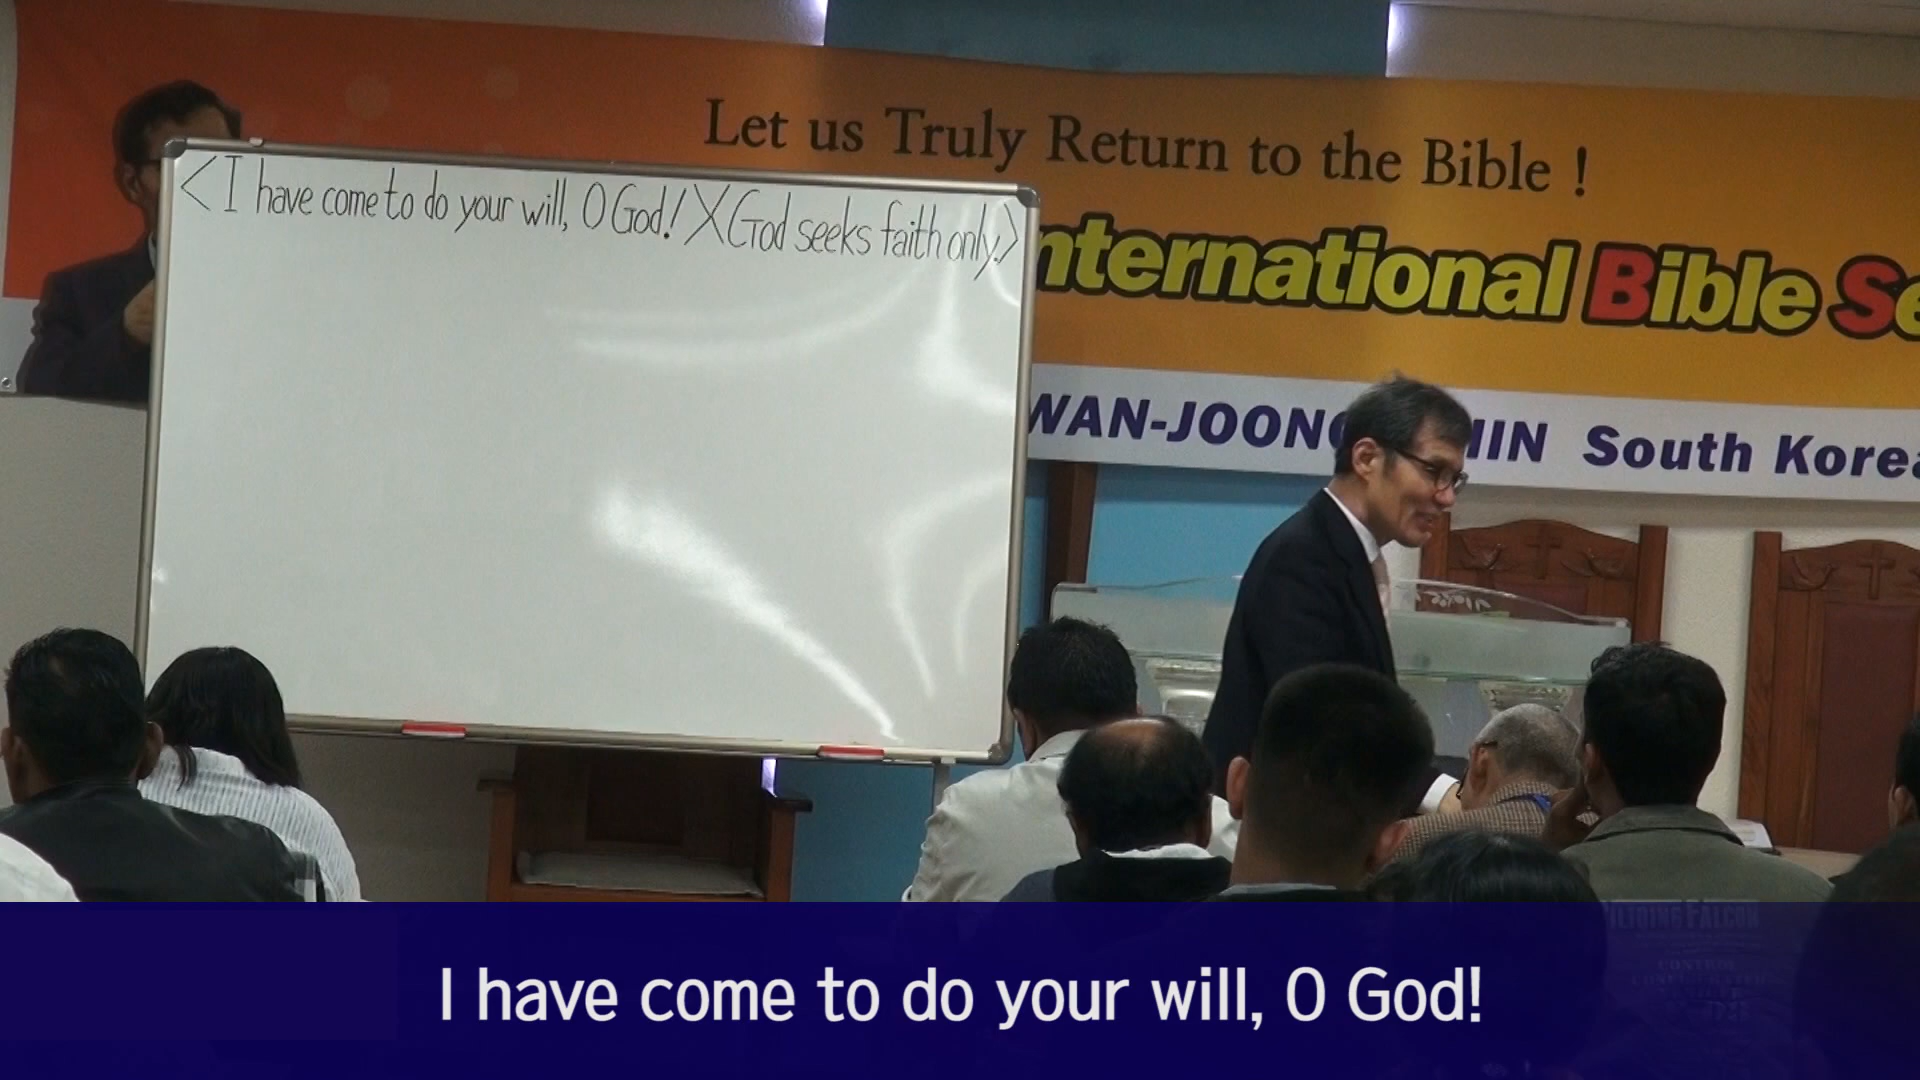 Let us Truly Return to the Bible !
<I have come to do your will, O God!><God seeks faith only.>
nternational Bible Se
WAN-JOONG HIN South Korea
I have come to do your will, O God!